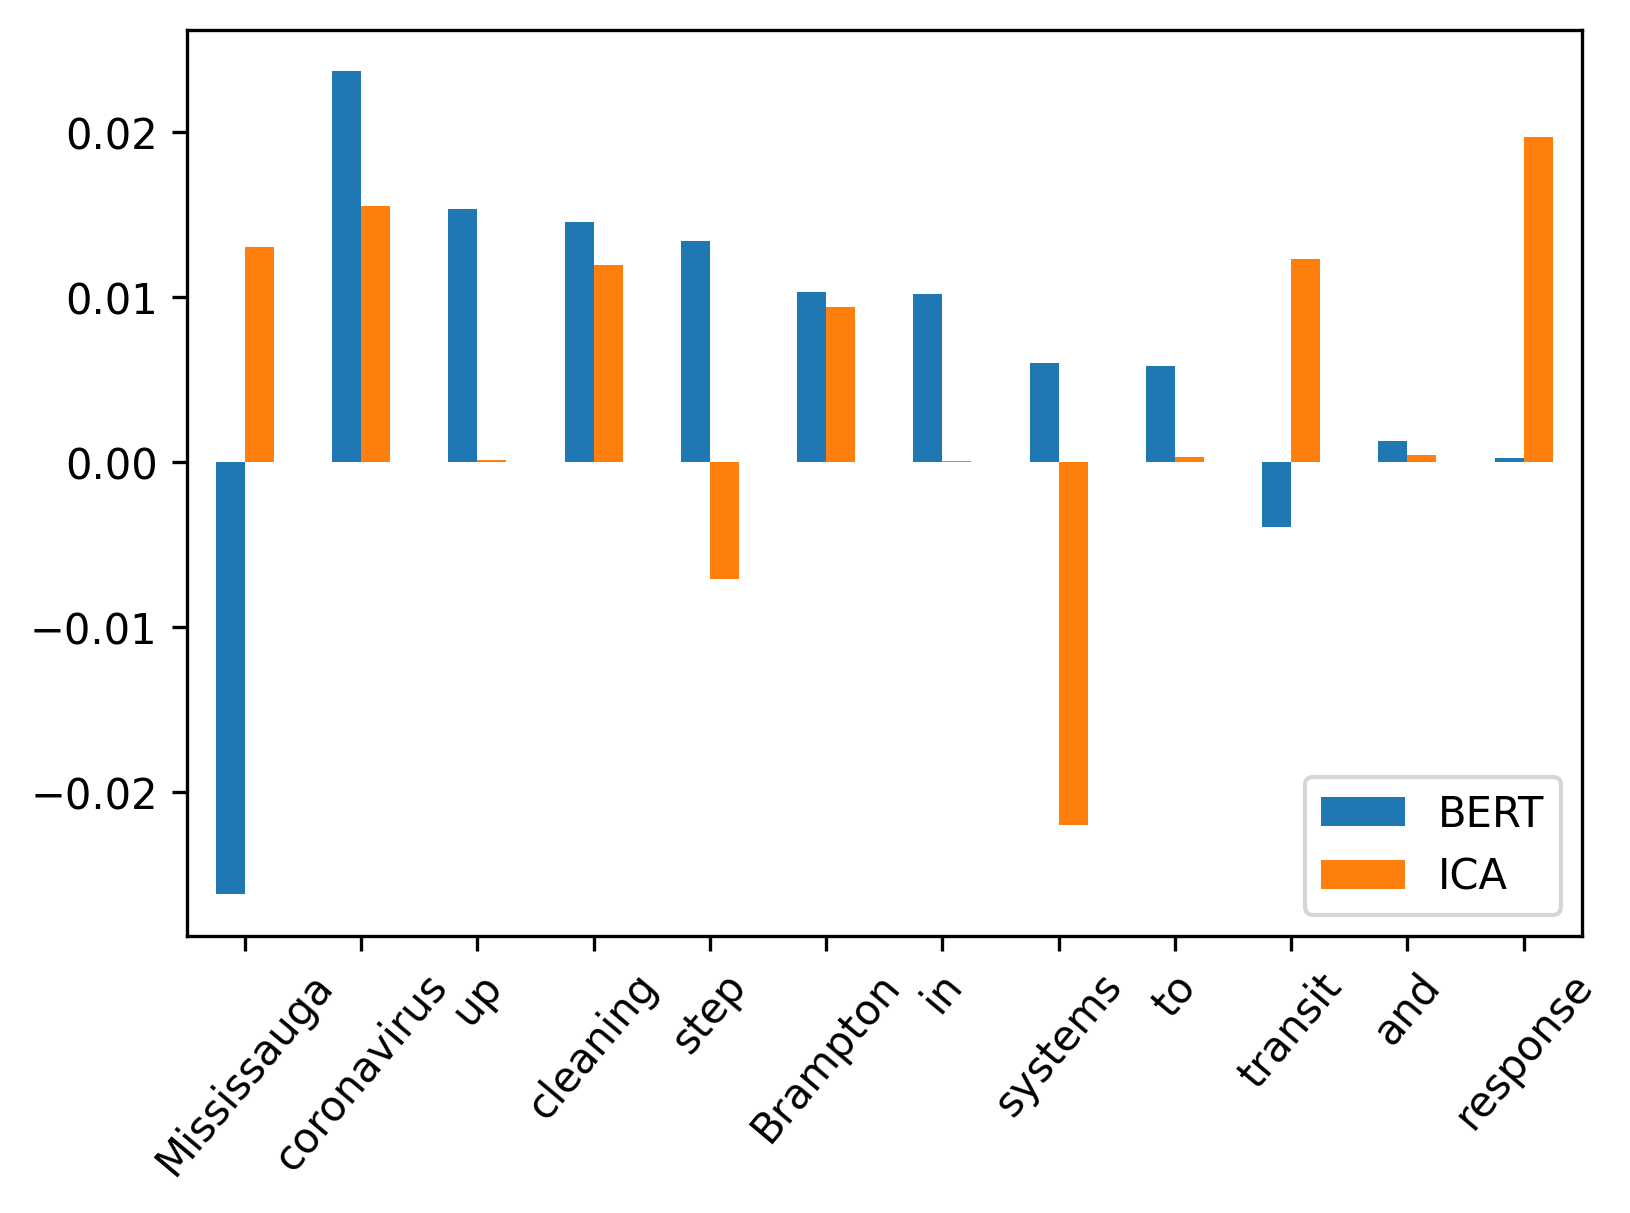 0.02
0.01
0.00
−0.01
−0.02
BERT
ICA
Mississauga
coronavirus
up
cleaning
step
Brampton
in
systems
to
transit
and
response